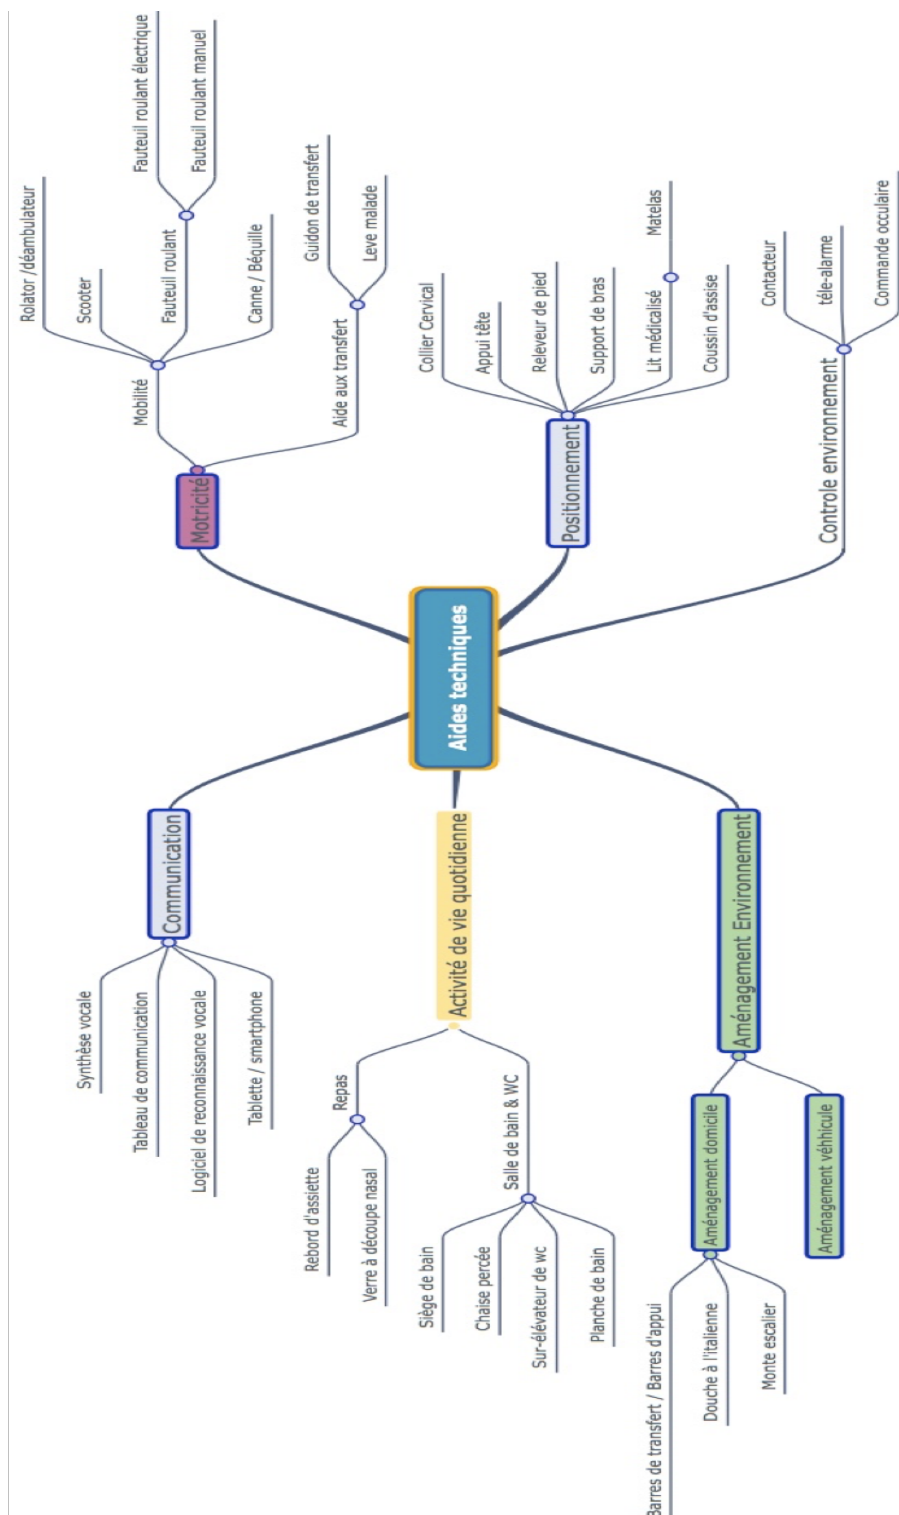 Aides techniques
Motricité
Mobilité
Rolator /déambulateur
Scooter
Fauteuil roulant
Fauteuil roulant électrique
Fauteuil roulant manuel
Canne / Béquille
Aide aux transfert
Guidon de transfert
Leve malade
Positionnement
Collier Cervical
Appui tête
Releveur de pied
Support de bras
Lit médicalisé
Matelas
Coussin d'assise
Controle environnement
Contacteur
téle-alarme
Commande occulaire
Communication
Synthèse vocale
Tableau de communication
Logiciel de reconnaissance vocale
Tablette / smartphone
Activité de vie quotidienne
Repas
Rebord d'assiette
Verre à découpe nasal
Salle de bain & WC
Siège de bain
Chaise percée
Sur-élévateur de wc
Planche de bain
Aménagement Environnement
Aménagement domicile
Barres de transfert / Barres d'appui
Douche à l'italienne
Monte escalier
Aménagement véhhicule